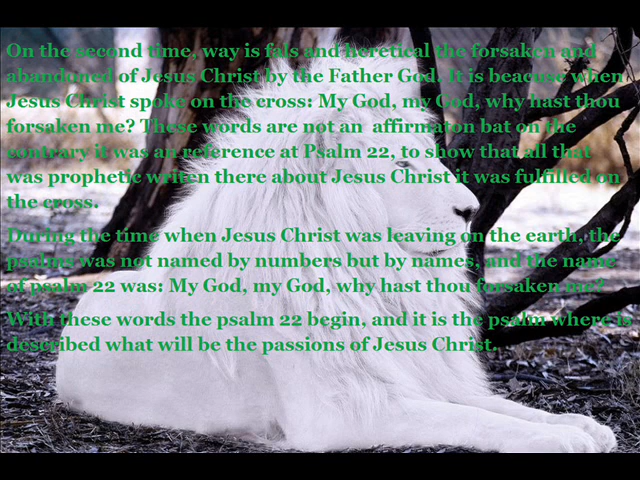 On the second time, way is fals and heretical the forsaken and
abandoned of Jesus Christ by the Father God. It is beacuse when
Jesus Christ spoke on the cross: My God, my God, why hast thou
forsaken me? These words are not an affirmaton bat on the
contrary it was an reference at Psalm 22, to show that all that
was prophetic writen there about Jesus Christ it was fulfilled on
the cross.
During the time when Jesus Christ was leaving on the earth, the
psalms was not named by numbers but by names, and the name
of psalm 22 was: My God, my God, why hast thou forsaken me?
With these words the psalm 22 begin, and it is the psalm where is
described what will be the passions of Jesus Christ.